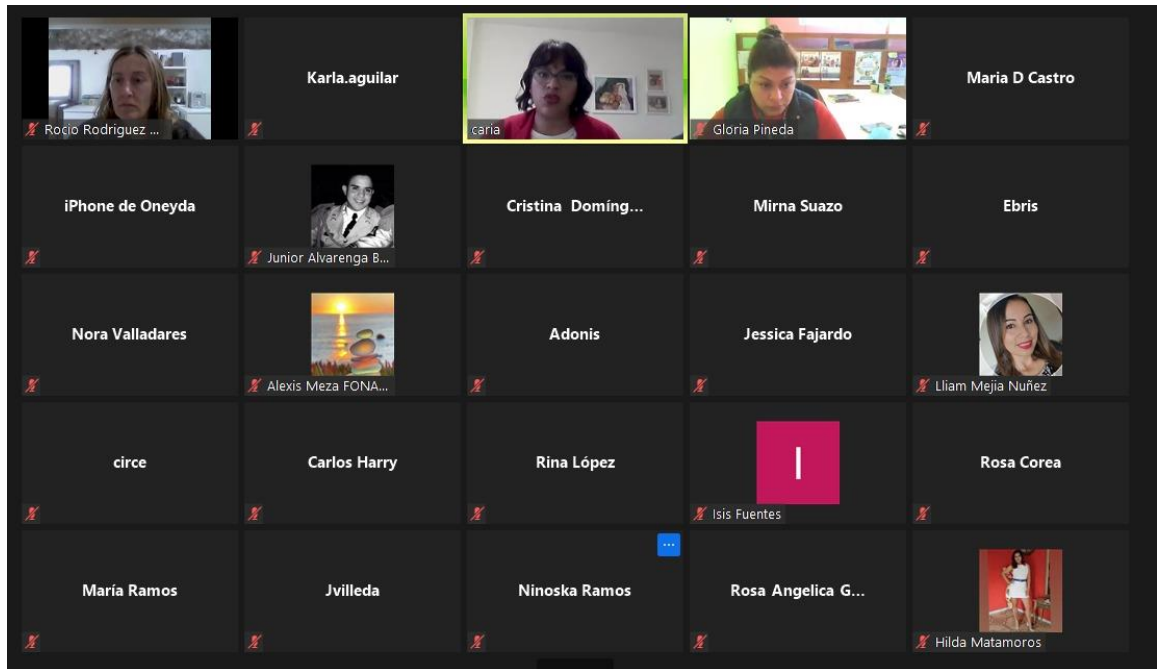 Rocio Rodriguez ...
Karla.aguilar
caria
Gloria Pineda
Maria D Castro
iPhone de Oneyda
Junior Alvarenga B...
Cristina Domíng...
Mirna Suazo
Ebris
Nora Valladares
Alexis Meza FONA...
Adonis
Jessica Fajardo
Lliam Mejia Nuñez
circe
Carlos Harry
Rina López
I
Isis Fuentes
Rosa Corea
María Ramos
Jvilleda
Ninoska Ramos
Rosa Angelica G...
Hilda Matamoros